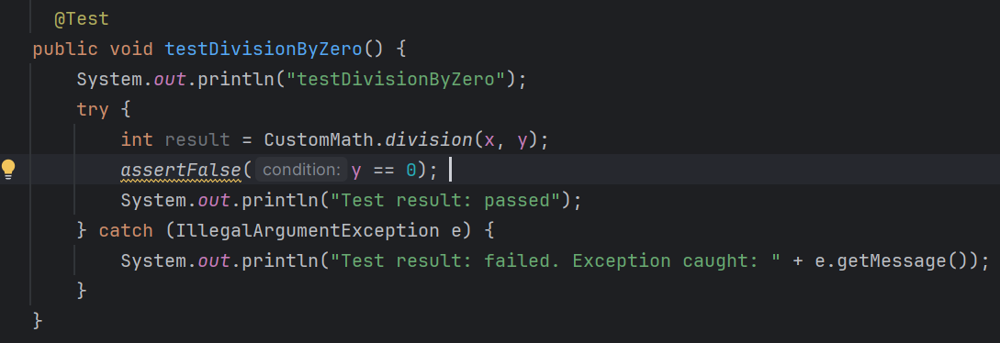 @Test
public void testDivisionByZero() {
System.out.println("testDivisionByZero");
try {
int result = CustomMath.division(x, y);
assertFalse( condition: y == 0);
System.out.println("Test result: passed");
} catch (IllegalArgumentException e) {
System.out.println("Test result: failed. Exception caught: " + e.getMessage());
}
}